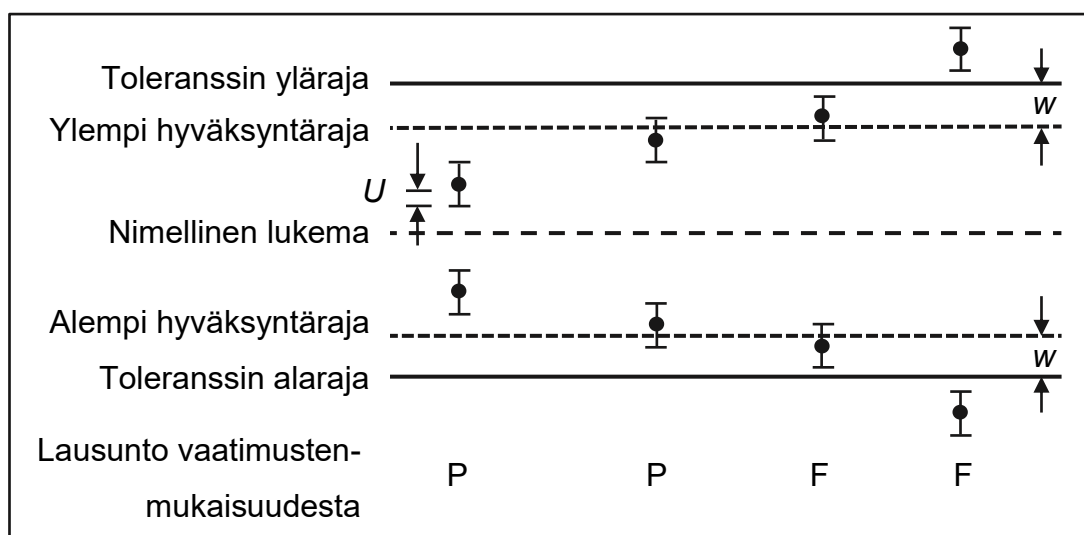 Toleranssin yläraja
w
Ylempi hyväksyntäraja
U
Nimellinen lukema
Alempi hyväksyntäraja
w
Toleranssin alaraja
Lausunto vaatimusten-
mukaisuudesta
P P F F